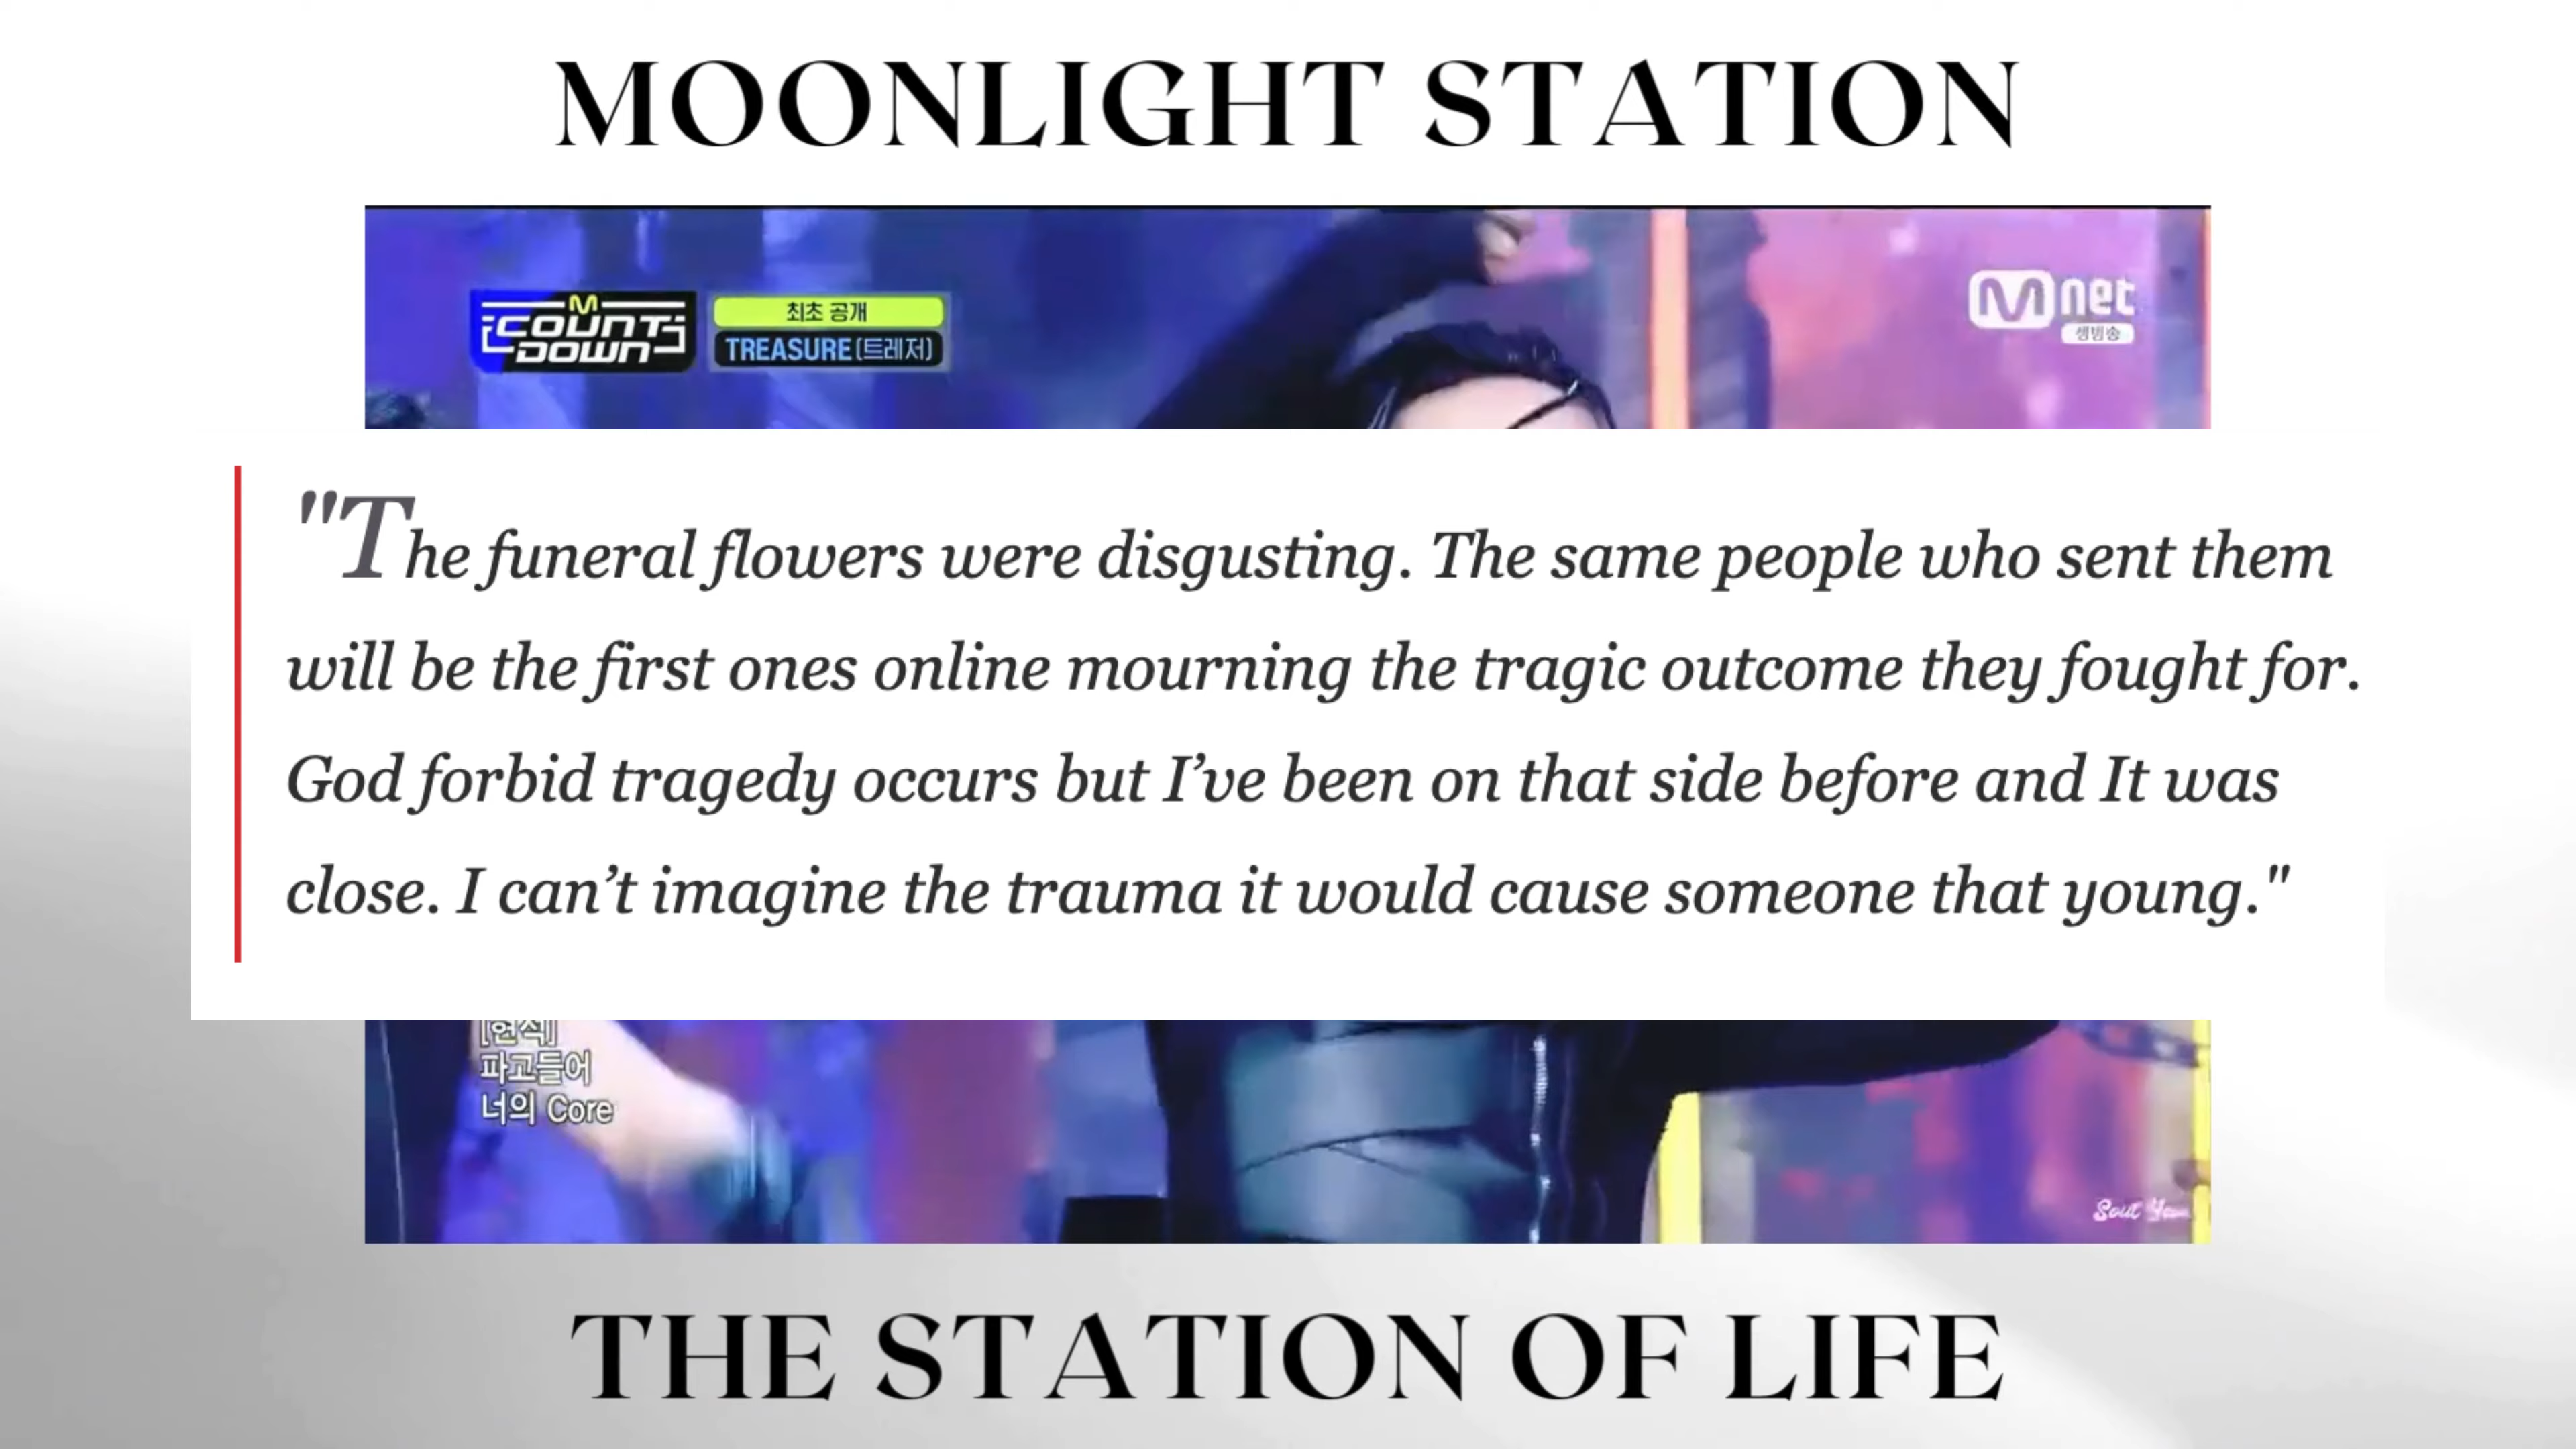 MOONLIGHT STATION
M COUNTDOWN
최초 공개
TREASURE(트레저)
Mnet
생방송
"The funeral flowers were disgusting. The same people who sent them
will be the first ones online mourning the tragic outcome they fought for.
God forbid tragedy occurs but I've been on that side before and It was
close. I can't imagine the trauma it would cause someone that young."
[현석]
파고들어
너의 Core
THE STATION OF LIFE